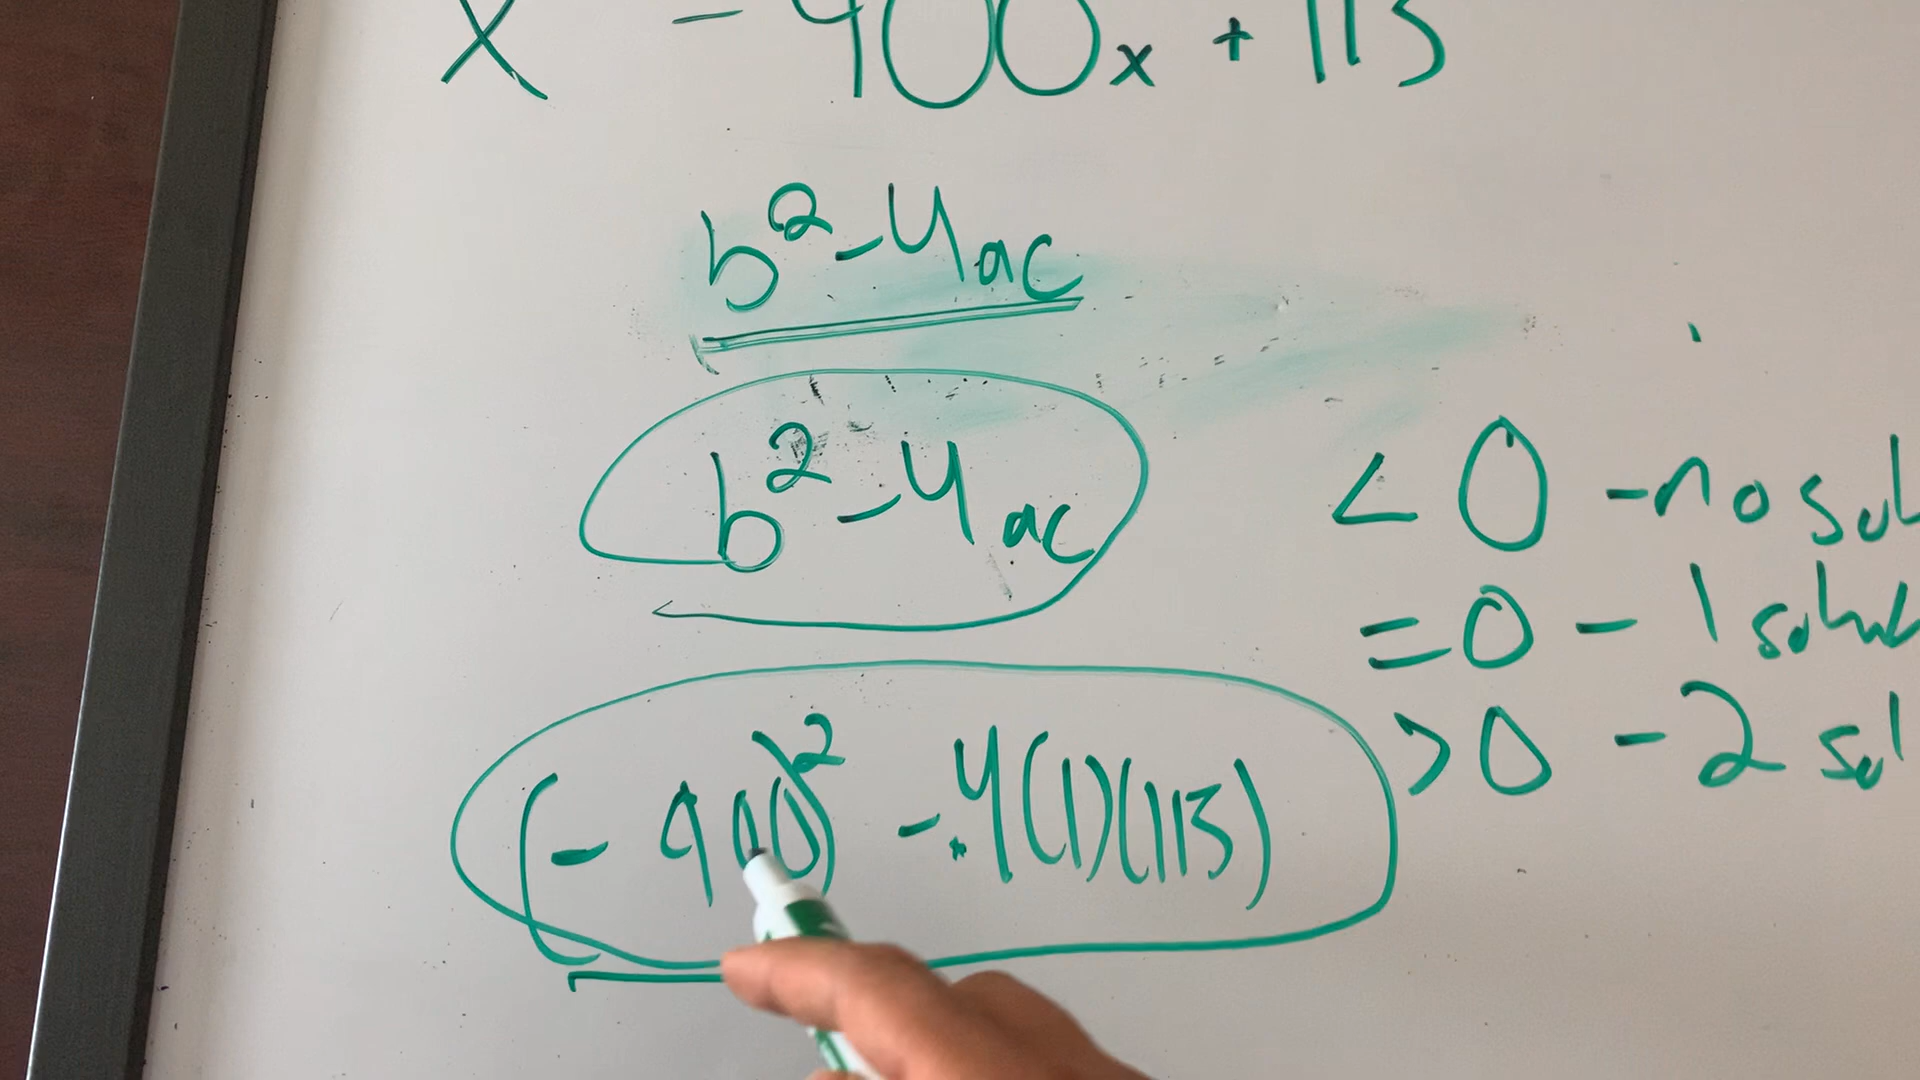 x - 900x + 113
b² - 4ac
b² - 4ac
< 0 - no sol
= 0 - 1 solut
> 0 - 2 sol
(- 900)² - 4(1)(113)